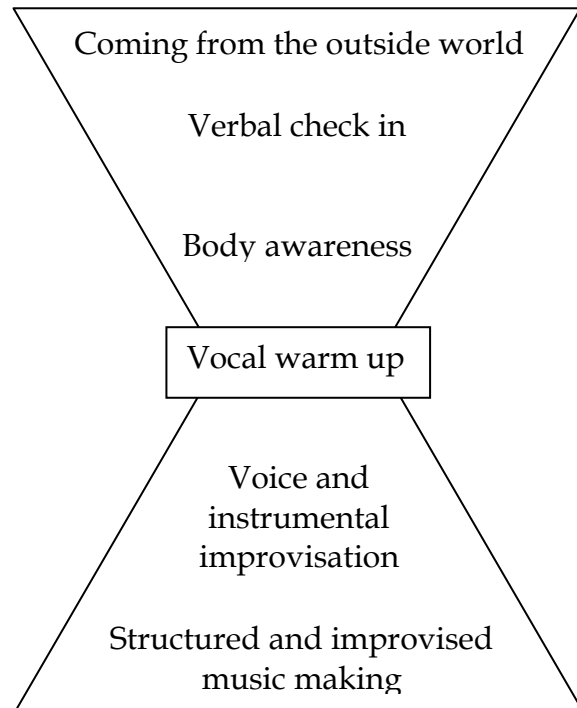 Coming from the outside world
Verbal check in
Body awareness
Vocal warm up
Voice and
instrumental
improvisation
Structured and improvised
music making